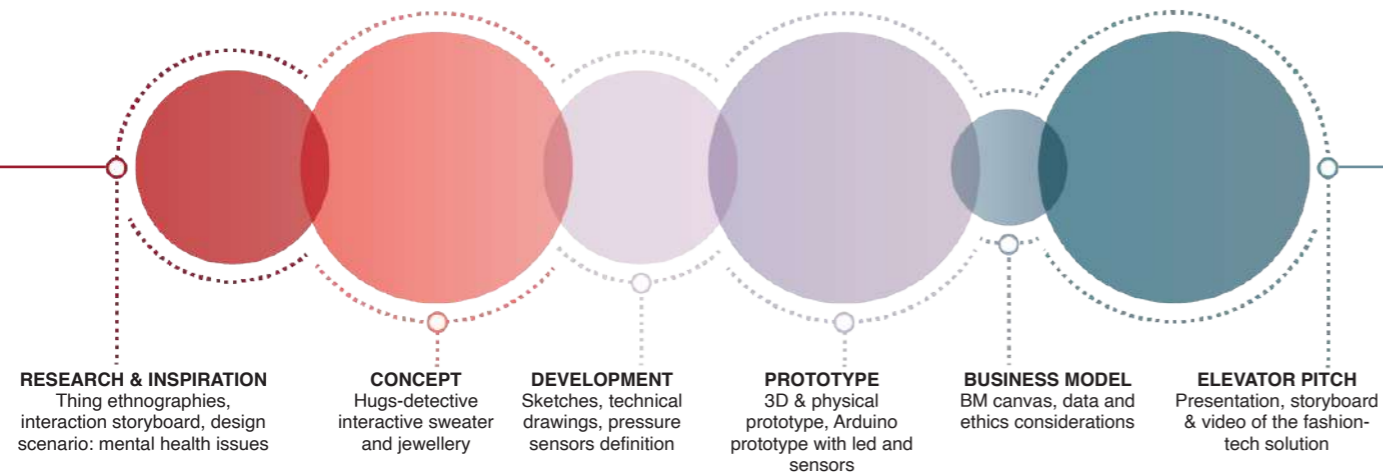 RESEARCH & INSPIRATION
Thing ethnographies,
interaction storyboard, design
scenario: mental health issues
CONCEPT
Hugs-detective
interactive sweater
and jewellery
DEVELOPMENT
Sketches, technical
drawings, pressure
sensors definition
PROTOTYPE
3D & physical
prototype, Arduino
prototype with led and
sensors
BUSINESS MODEL
BM canvas, data and
ethics considerations
ELEVATOR PITCH
Presentation, storyboard
& video of the fashion-
tech solution